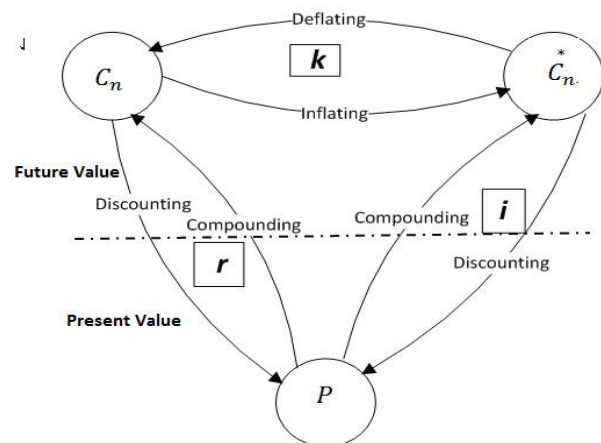 Deflating
k
C_n
*
C_n.
Inflating
Future Value
Discounting
Compounding
Compounding
i
r
Discounting
Present Value
P